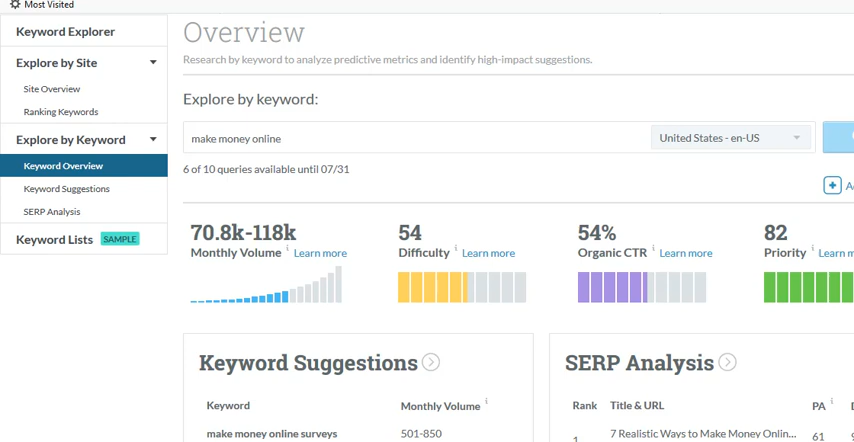 Most Visited
Keyword Explorer
Explore by Site
Site Overview
Ranking Keywords
Explore by Keyword
Keyword Overview
Keyword Suggestions
SERP Analysis
Keyword Lists SAMPLE
Overview
Research by keyword to analyze predictive metrics and identify high-impact suggestions.
Explore by keyword:
make money online United States - en-US
6 of 10 queries available until 07/31
70.8k-118k 54 54% 82
Monthly Volume i Learn more Difficulty i Learn more Organic CTR i Learn more Priority i Learn m
Keyword Suggestions
Keyword Monthly Volume i
make money online surveys 501-850
SERP Analysis
Rank Title & URL PA i
1 7 Realistic Ways to Make Money Onlin... 61